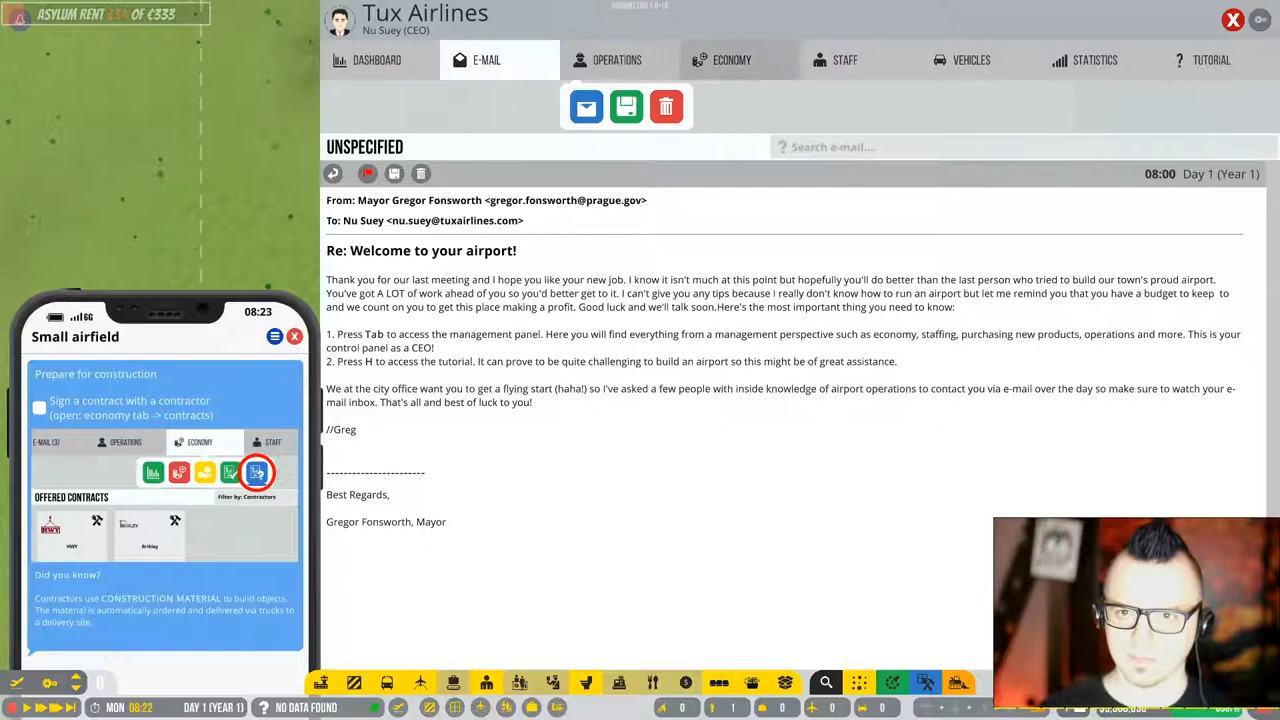 ASYLUM RENT €34 OF €333
Tux Airlines
Nu Suey (CEO)
DASHBOARD
E-MAIL
OPERATIONS
ECONOMY
STAFF
VEHICLES
STATISTICS
? TUTORIAL
UNSPECIFIED
? Search e-mail....
08:00 Day 1 (Year 1)
From: Mayor Gregor Fonsworth <gregor.fonsworth@prague.gov>
To: Nu Suey <nu.suey@tuxairlines.com>
Re: Welcome to your airport!
Thank you for our last meeting and I hope you like your new job. I know it isn't much at this point but hopefully you'll do better than the last person who tried to build our town's proud airport.
You've got A LOT of work ahead of you so you'd better get to it. I can't give you any tips because I really don't know how to run an airport but let me remind you that you have a budget to keep to
and we count on you to get this place making a profit. Good luck and we'll talk soon.Here's the most important thing you need to know:
1. Press Tab to access the management panel. Here you will find everything from a management perspective such as economy, staffing, purchasing new products, operations and more. This is your
control panel as a CEO!
2. Press H to access the tutorial. It can prove to be quite challenging to build an airport so this might be of great assistance.
We at the city office want you to get a flying start (haha!) so I've asked a few people with inside knowledge of airport operations to contact you via e-mail over the day so make sure to watch your e-
mail inbox. That's all and best of luck to you!
//Greg
-----------------------
Best Regards,
Gregor Fonsworth, Mayor
6G
08:23
Small airfield
Prepare for construction
Sign a contract with a contractor
(open: economy tab -> contracts)
E-MAIL (3)
OPERATIONS
ECONOMY
STAFF
OFFERED CONTRACTS
Filter by: Contractors
HWY
BRIKLEY
HWY
Brikley
Did you know?
Contractors use CONSTRUCTION MATERIAL to build objects.
The material is automatically ordered and delivered via trucks to
a delivery site.
0
MON 08:22
DAY 1 (YEAR 1)
? NO DATA FOUND
0
1
0
0
0